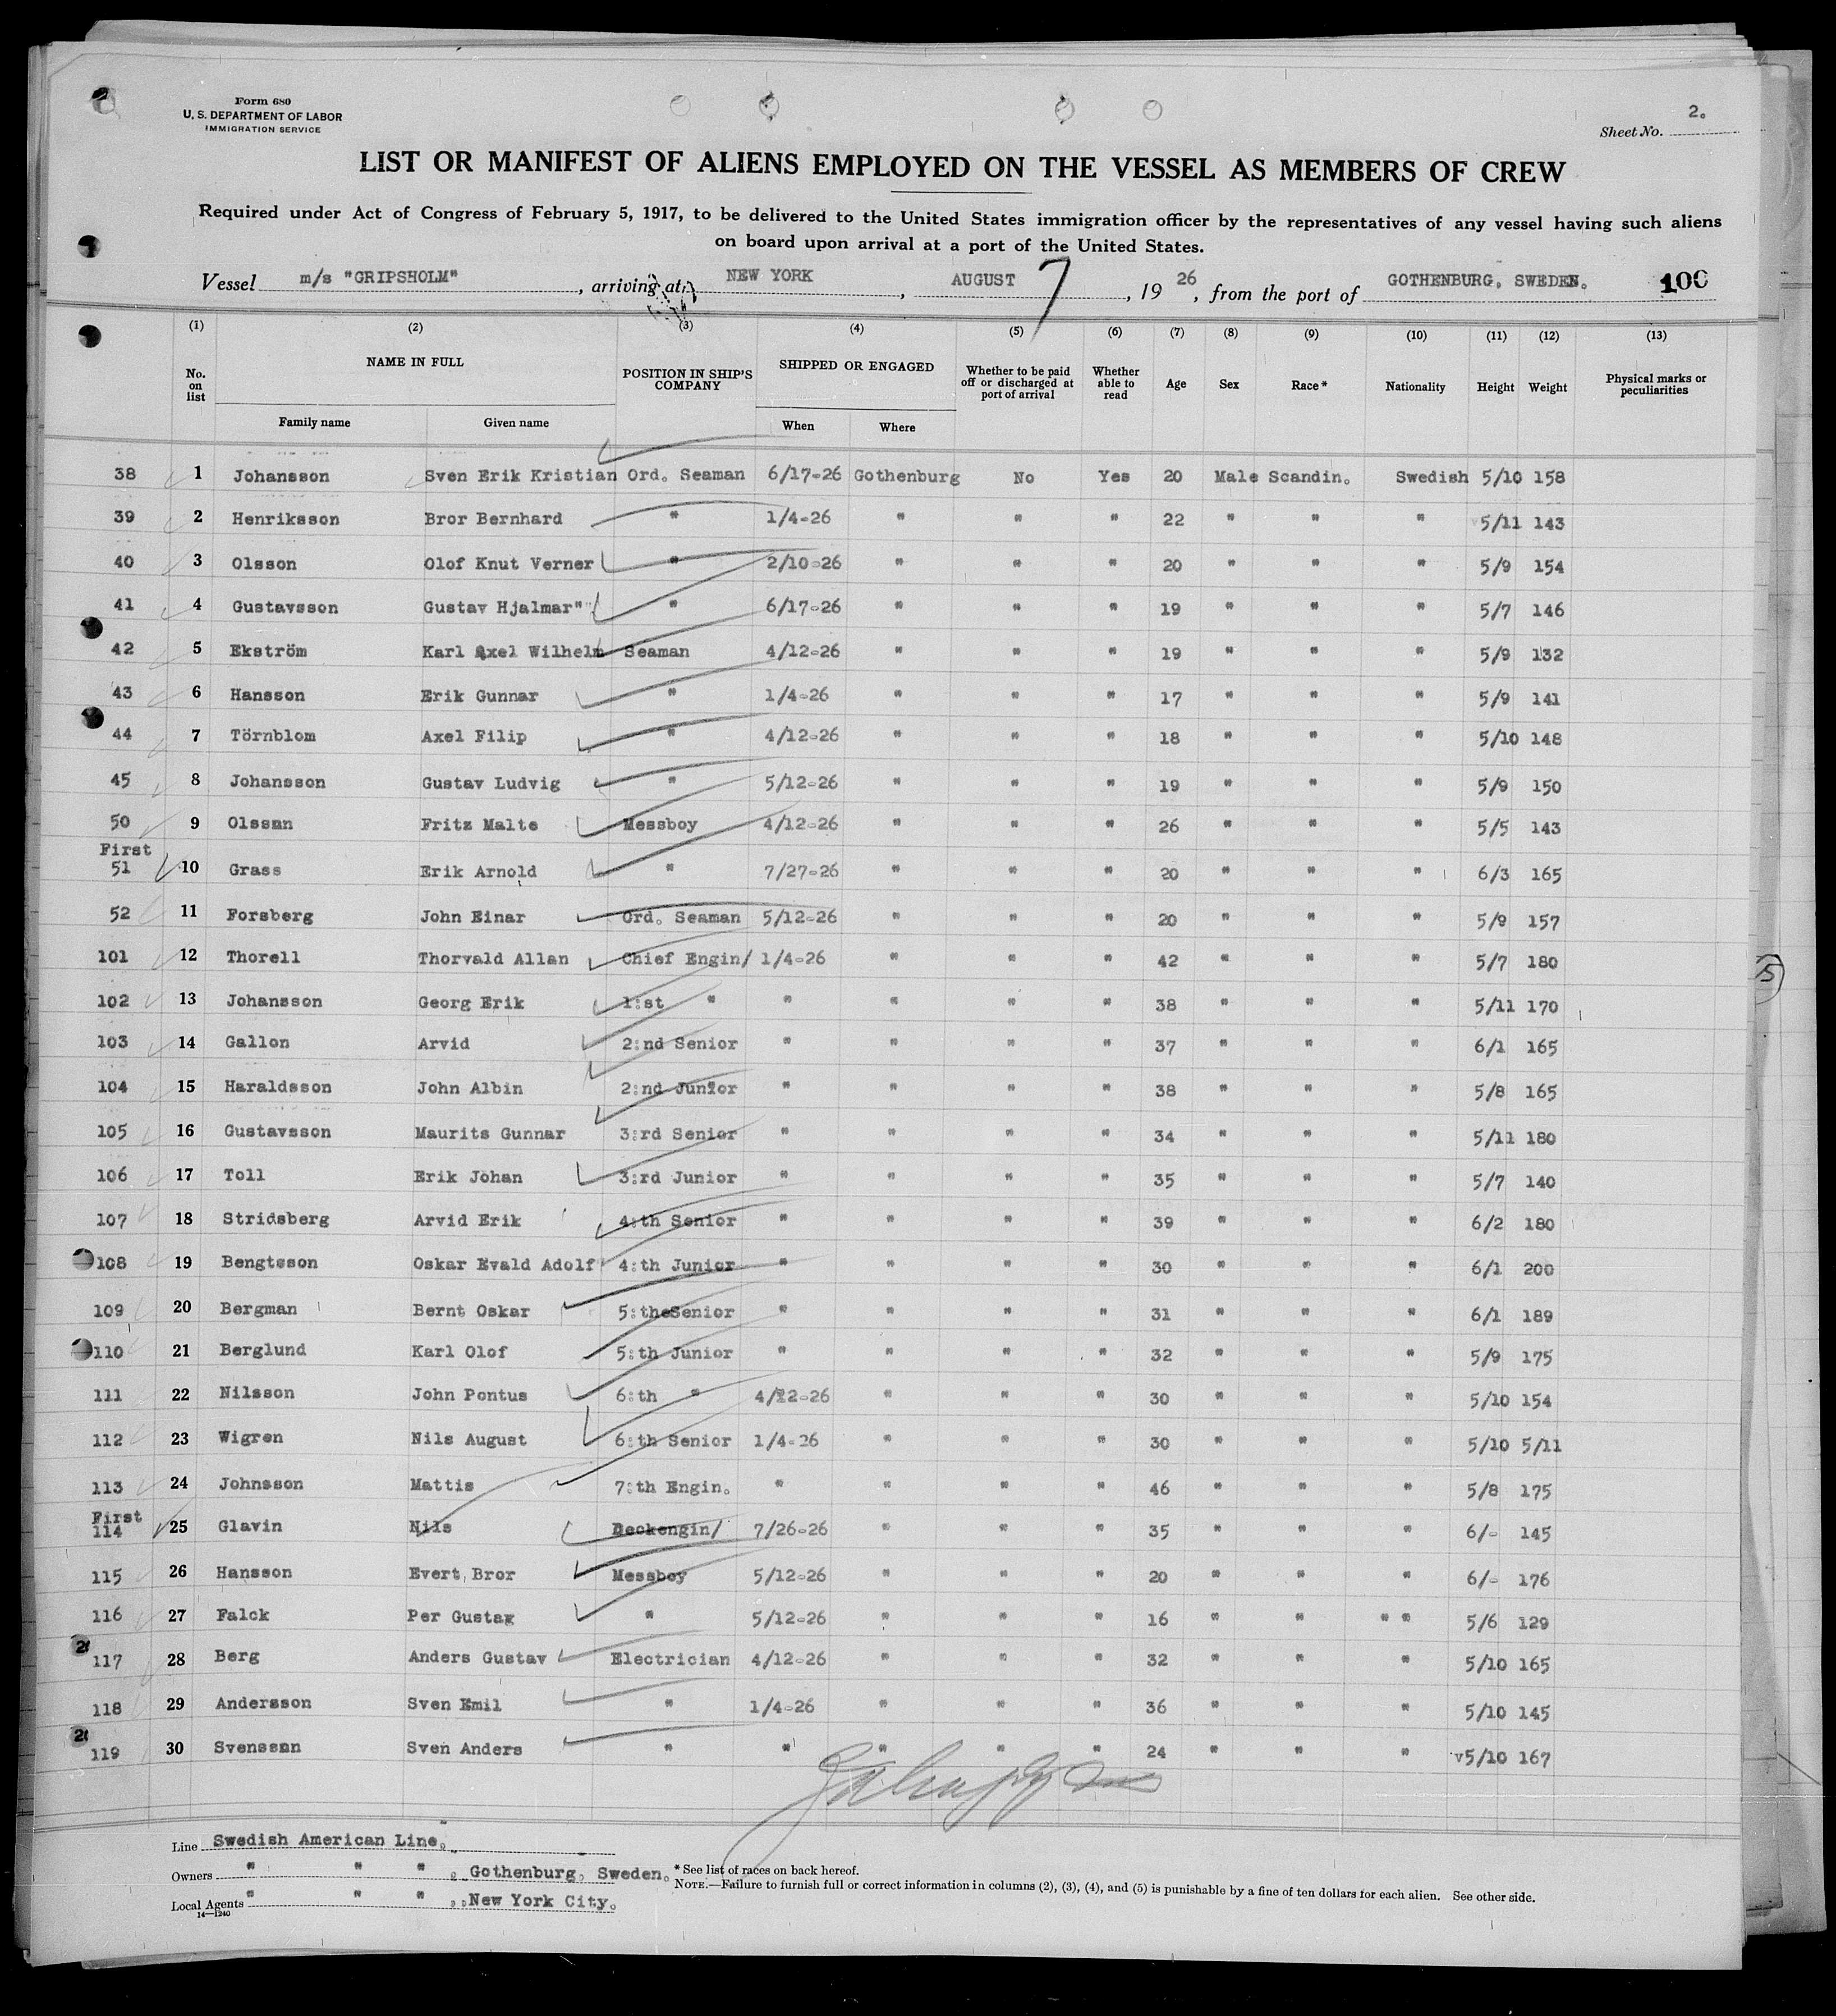 Form 680
U. S. DEPARTMENT OF LABOR
IMMIGRATION SERVICE
Sheet No. 2.
LIST OR MANIFEST OF ALIENS EMPLOYED ON THE VESSEL AS MEMBERS OF CREW
Required under Act of Congress of February 5, 1917, to be delivered to the United States immigration officer by the representatives of any vessel having such aliens
on board upon arrival at a port of the United States.
Vessel m/s "GRIPSHOLM", arriving at NEW YORK, AUGUST 7, 1926, from the port of GOTHENBURG, SWEDEN. 100
(1) (2) (3) (4) (5) (6) (7) (8) (9) (10) (11) (12) (13)
No. on list NAME IN FULL Family name Given name POSITION IN SHIP'S COMPANY SHIPPED OR ENGAGED When Where Whether to be paid off or discharged at port of arrival Whether able to read Age Sex Race* Nationality Height Weight Physical marks or peculiarities
38 1 Johansson Sven Erik Kristian Ord. Seaman 6/17-26 Gothenburg No Yes 20 Male Scandin. Swedish 5/10 158
39 2 Henriksson Bror Bernhard " 1/4-26 " " " 22 " " " 5/11 143
40 3 Olsson Olof Knut Verner " 2/10-26 " " " 20 " " " 5/9 154
41 4 Gustavsson Gustav Hjalmar" " 6/17-26 " " " 19 " " " 5/7 146
42 5 Ekström Karl Axel Wilhelm Seaman 4/12-26 " " " 19 " " " 5/9 132
43 6 Hansson Erik Gunnar " 1/4-26 " " " 17 " " " 5/9 141
44 7 Törnblom Axel Filip " 4/12-26 " " " 18 " " " 5/10 148
45 8 Johansson Gustav Ludvig " 5/12-26 " " " 19 " " " 5/9 150
50 9 Olssnn Fritz Malte Messboy 4/12-26 " " " 26 " " " 5/5 143
First
51 10 Grass Erik Arnold " 7/27-26 " " " 20 " " " 6/3 165
52 11 Forsberg John Einar Ord. Seaman 5/12-26 " " " 20 " " " 5/9 157
101 12 Thorell Thorvald Allan Chief Engin/ 1/4-26 " " " 42 " " " 5/7 180
102 13 Johansson Georg Erik 1:st " " " " " 38 " " " 5/11 170
103 14 Gallon Arvid 2:nd Senior " " " " 37 " " " 6/1 165
104 15 Haraldsson John Albin 2:nd Junior " " " " 38 " " " 5/8 165
105 16 Gustavsson Maurits Gunnar 3:rd Senior " " " " 34 " " " 5/11 180
106 17 Toll Erik Johan 3:rd Junior " " " " 35 " " " 5/7 140
107 18 Stridsberg Arvid Erik 4:th Senior " " " " 39 " " " 6/2 180
108 19 Bengtsson Oskar Evald Adolf 4:th Junior " " " " 30 " " " 6/1 200
109 20 Bergman Bernt Oskar 5:theSenior " " " " 31 " " " 6/1 189
110 21 Berglund Karl Olof 5:th Junior " " " " 32 " " " 5/9 175
111 22 Nilsson John Pontus 6:th " 4/12-26 " " " 30 " " " 5/10 154
112 23 Wigren Nils August 6:th Senior 1/4-26 " " " 30 " " " 5/10 5/11
113 24 Johnsson Mattis 7:th Engin. " " " " 46 " " " 5/8 175
First
114 25 Glavin Nils Deckengin/ 7/26-26 " " " 35 " " " 6/- 145
115 26 Hansson Evert Bror Messboy 5/12-26 " " " 20 " " " 6/- 176
116 27 Falck Per Gustag " 5/12-26 " " " 16 " " " " 5/6 129
117 28 Berg Anders Gustav Electrician 4/12-26 " " " 32 " " " 5/10 165
118 29 Andersson Sven Emil " 1/4-26 " " " 36 " " " 5/10 145
119 30 Svenssnn Sven Anders " " " " " 24 " " " 5/10 167
Line Swedish American Line.
Owners " " " . Gothenburg, Sweden.
Local Agents " " " .. New York City.
14—1240
* See list of races on back hereof.
NOTE.—Failure to furnish full or correct information in columns (2), (3), (4), and (5) is punishable by a fine of ten dollars for each alien. See other side.
5